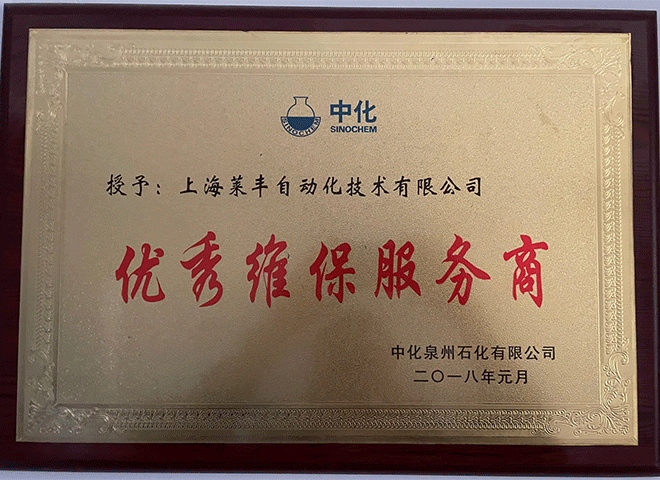 中化
SINOCHEM
SINOCHEM
授予：上海莱丰自动化技术有限公司
优秀维保服务商
中化泉州石化有限公司
二〇一八年元月